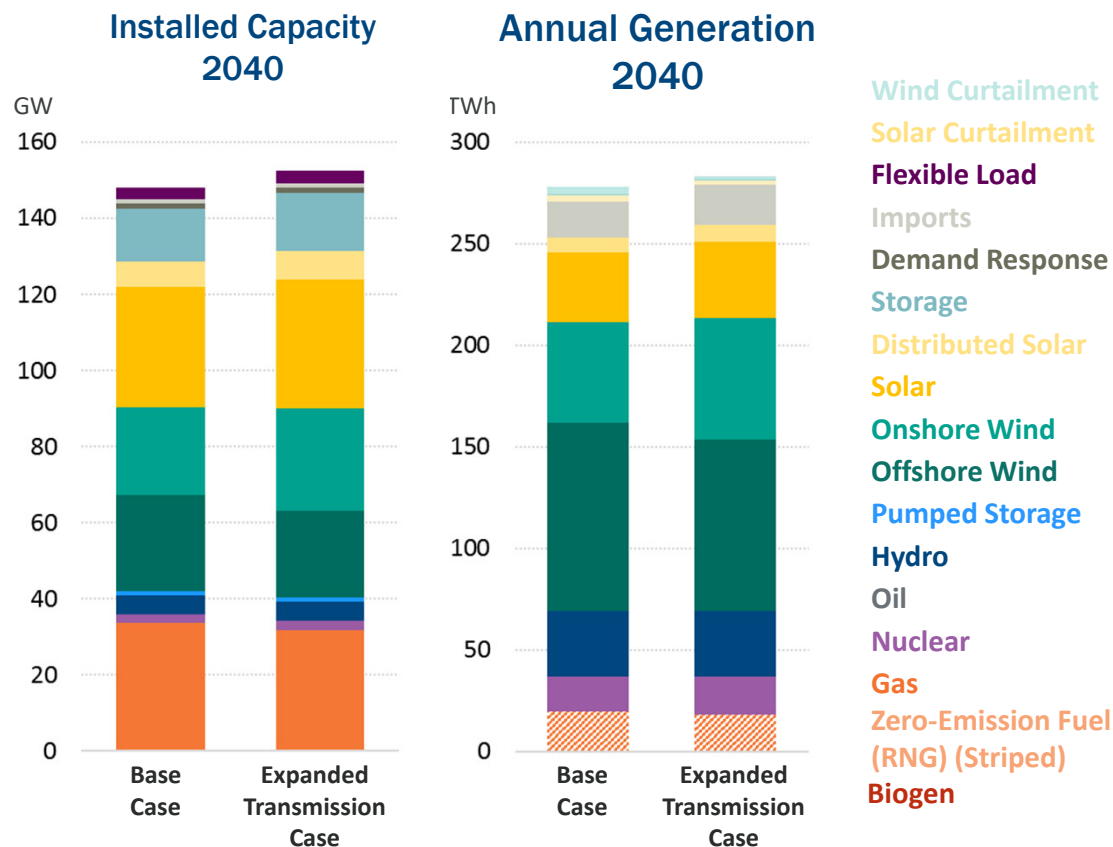 Installed Capacity
2040
GW
160
140
120
100
80
60
40
20
0
Base
Case
Expanded
Transmission
Case
Annual Generation
2040
TWh
300
250
200
150
100
50
0
Base
Case
Expanded
Transmission
Case
Wind Curtailment
Solar Curtailment
Flexible Load
Imports
Demand Response
Storage
Distributed Solar
Solar
Onshore Wind
Offshore Wind
Pumped Storage
Hydro
Oil
Nuclear
Gas
Zero-Emission Fuel
(RNG) (Striped)
Biogen